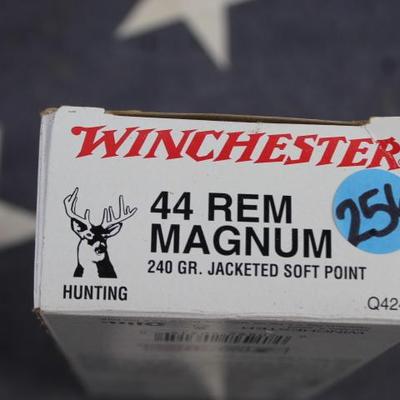 WINCHESTER
44 REM
MAGNUM
240 GR. JACKETED SOFT POINT
HUNTING